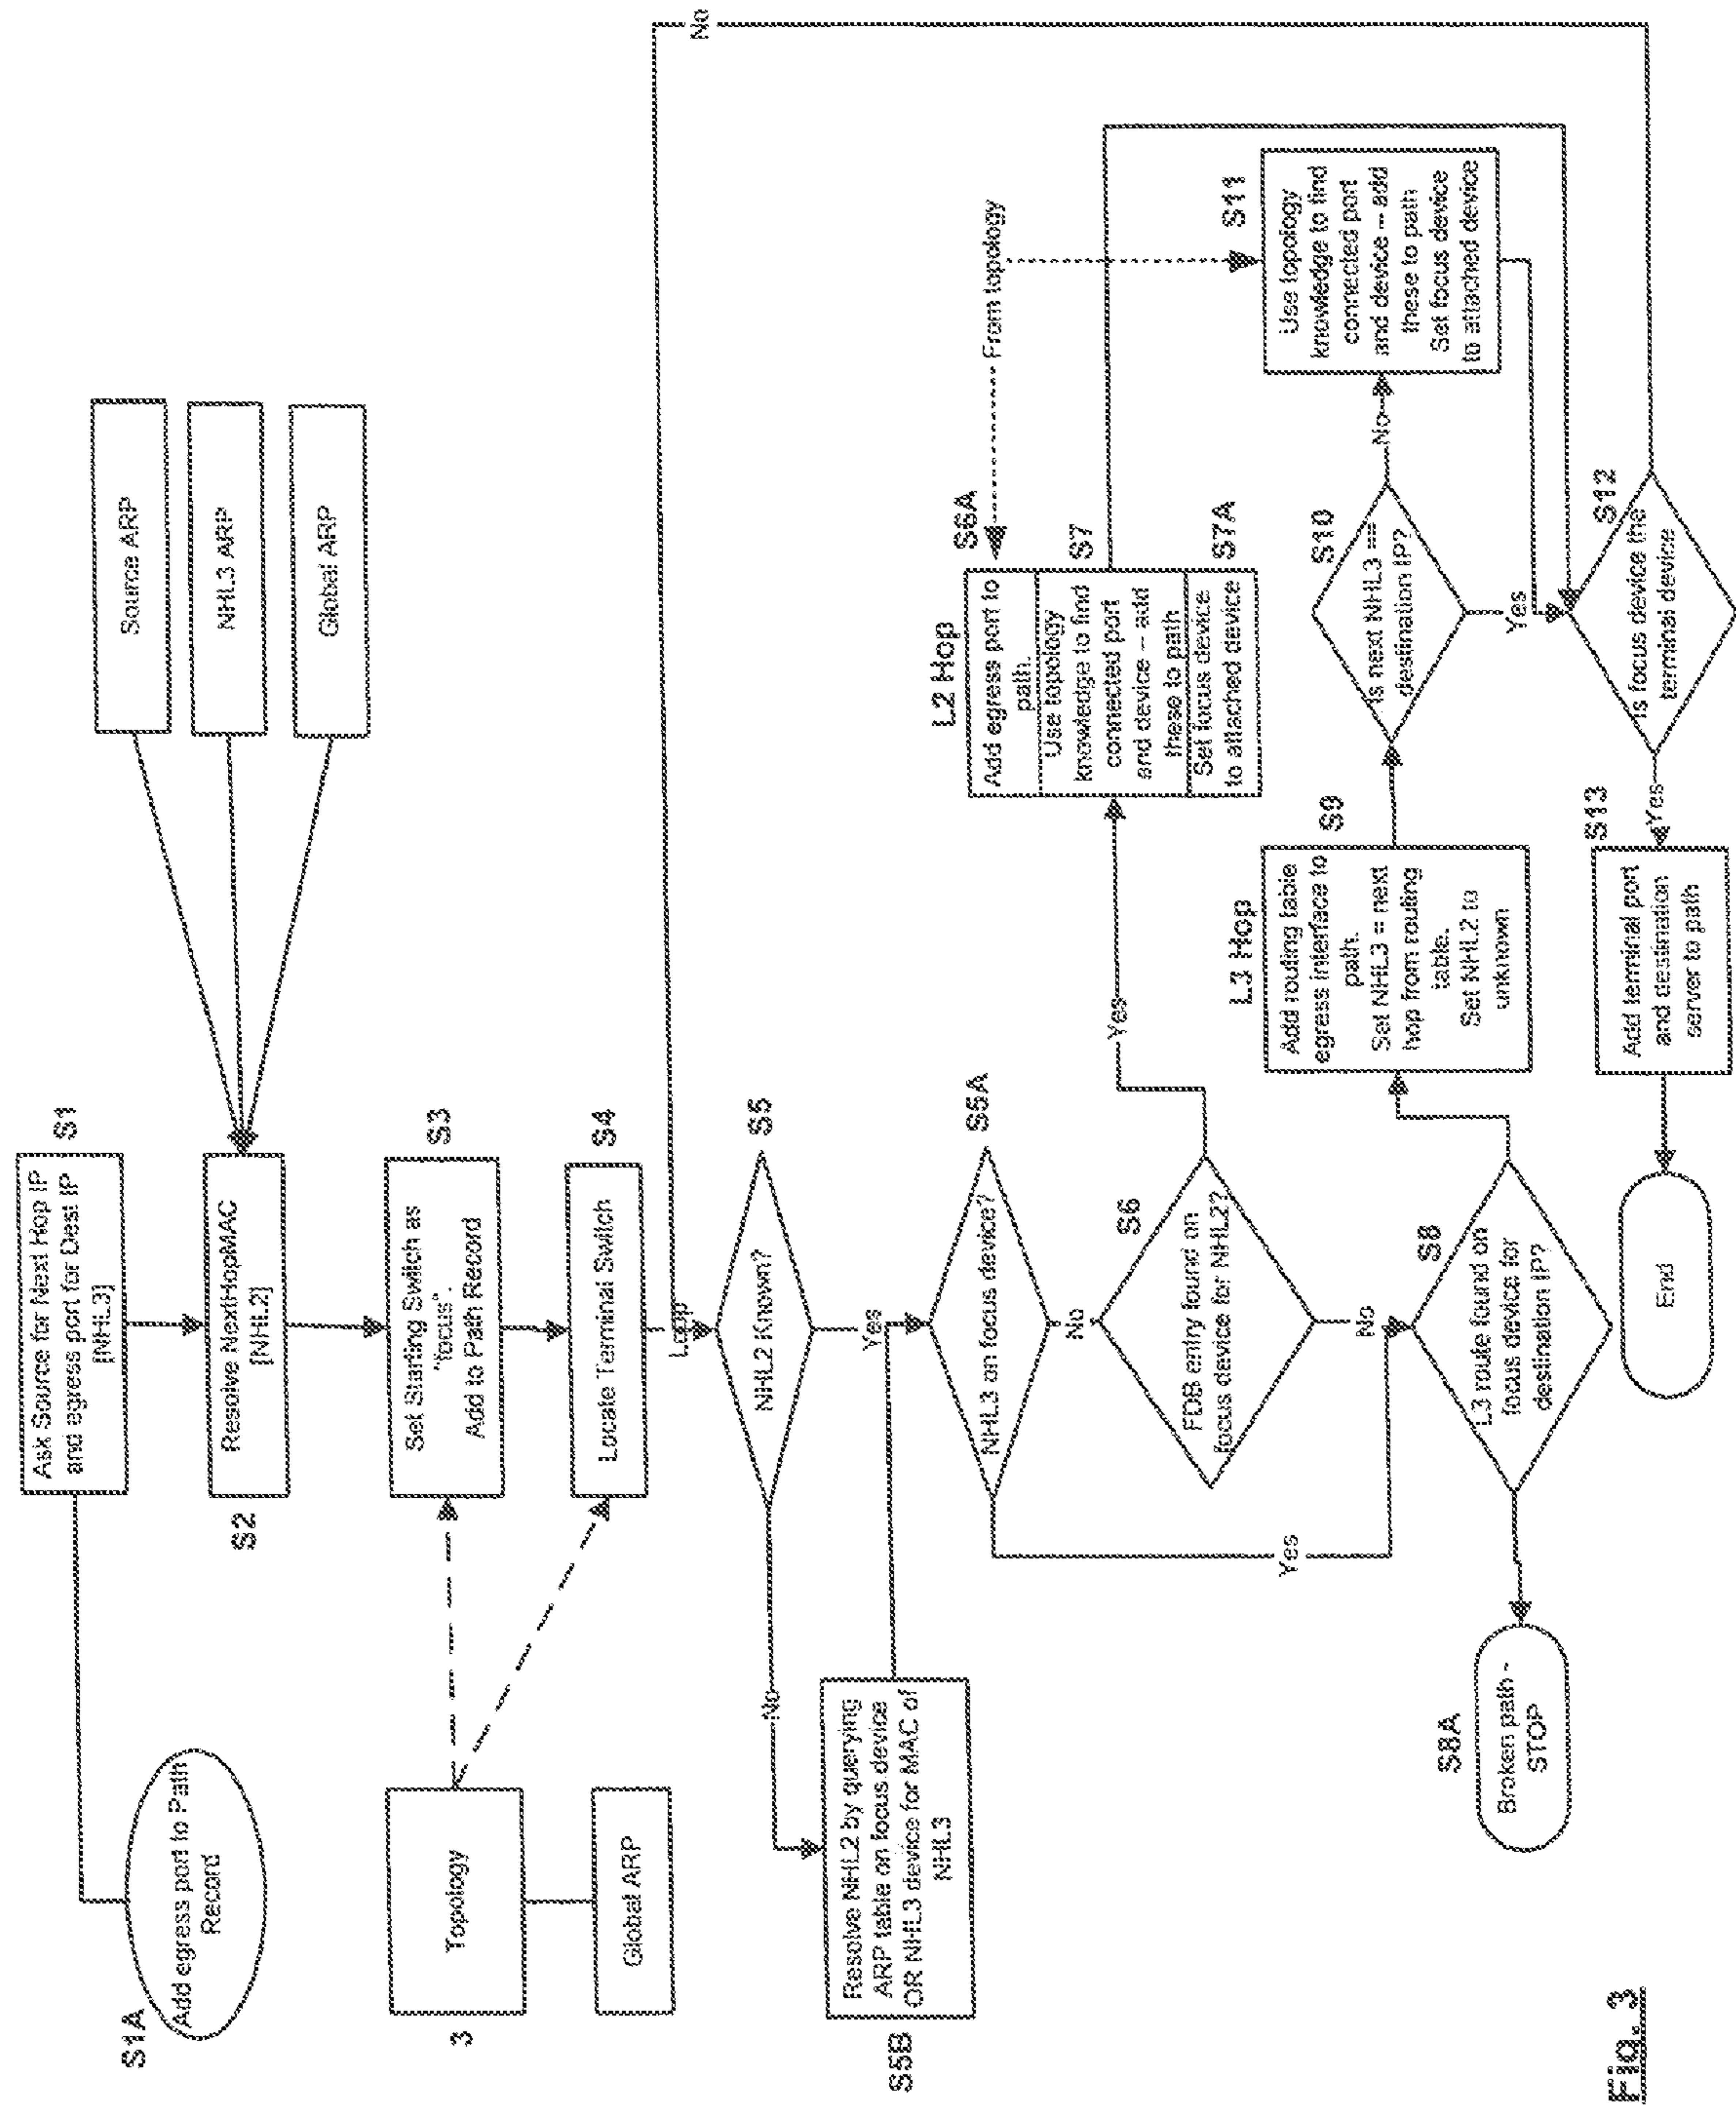 S1A
Add egress port to Path
Record
Ask Source for Next Hop IP
and egress port for Dest IP
[NHL3]
S1
S2
Resolve NextHopMAC
[NHL2]
Source ARP
NHL3 ARP
Global ARP
3
Topology
Global ARP
Set Starting Switch as
"focus".
Add to Path Record
S3
Locate Terminal Switch
S4
Loop
No
NHL2 Known?
S5
No
Yes
S5B
Resolve NHL2 by querying
ARP table on focus device
OR NHL3 device for MAC of
NHL3
NHL3 on focus device?
S5A
Yes
No
FDB entry found on
focus device for NHL2?
S6
Yes
No
L2 Hop
S6A
From topology
Add egress port to
path.
Use topology
knowledge to find
connected port
and device -- add
these to path
S7
Set focus device
to attached device
S7A
L3 route found on
focus device for
destination IP?
S8
S8A
Broken path -
STOP
L3 Hop
S9
Add routing table
egress interface to
path.
Set NHL3 = next
hop from routing
table.
Set NHL2 to
unknown
S10
Is next NHL3 ==
destination IP?
No
Yes
S11
Use topology
knowledge to find
connected port
and device -- add
these to path
Set focus device
to attached device
S12
Is focus device the
terminal device
Yes
S13
Add terminal port
and destination
server to path
End
Fig. 3